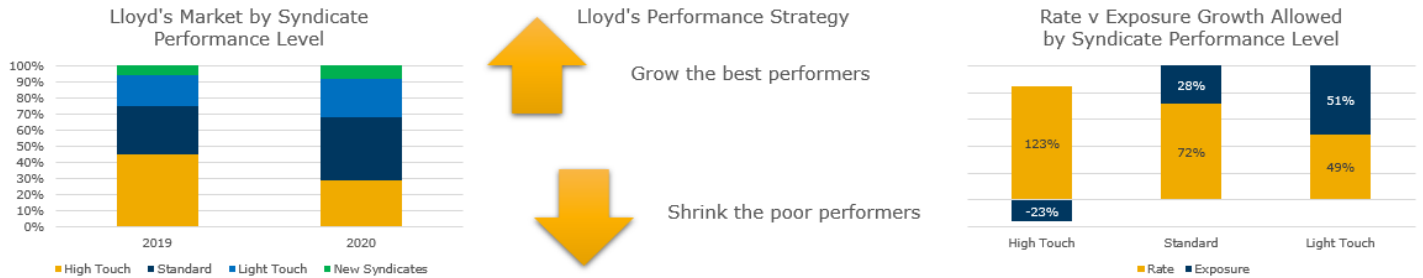 Lloyd's Market by Syndicate
Performance Level
100%
90%
80%
70%
60%
50%
40%
30%
20%
10%
0%
2019
2020
High Touch
Standard
Light Touch
New Syndicates
Lloyd's Performance Strategy
Grow the best performers
Shrink the poor performers
Rate v Exposure Growth Allowed
by Syndicate Performance Level
123%
-23%
28%
72%
51%
49%
High Touch
Standard
Light Touch
Rate
Exposure